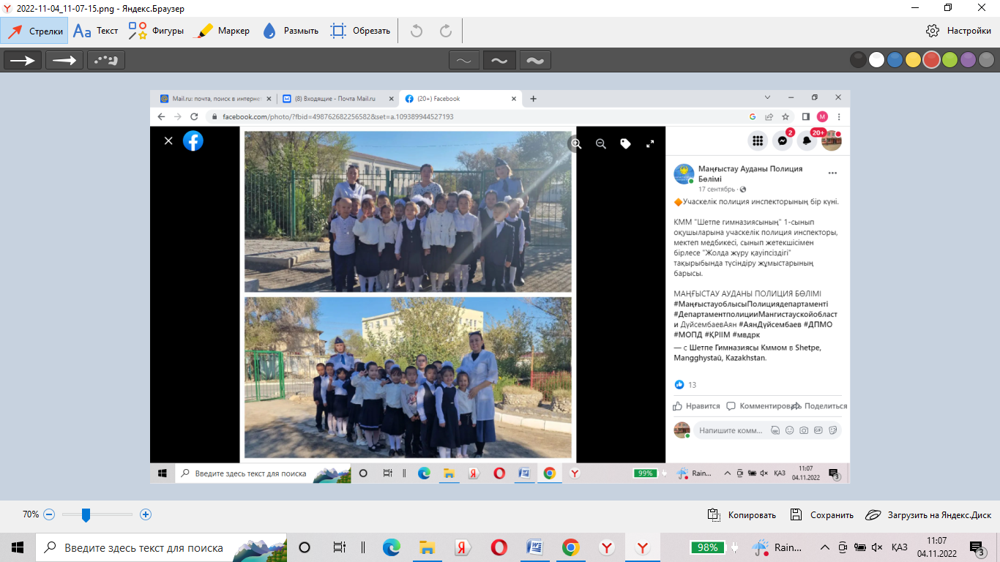 2022-11-04_11-07-15.png - Яндекс.Браузер
Стрелки
Текст
Фигуры
Маркер
Размыть
Обрезать
Настройки
Mail.ru: почта, поиск в интернет
(8) Входящие - Почта Mail.ru
(20+) Facebook
facebook.com/photo/?fbid=498762682256582&set=a.109389944527193
M
2
20+
Маңғыстау Ауданы Полиция
Бөлімі
17 сентябрь ·
Учаскелік полиция инспекторының бір күні.
КММ "Шетпе гимназиясының" 1-сынып
оқушыларына учаскелік полиция инспекторы,
мектеп медбикесі, сынып жетекшісімен
бірлесе "Жолда жүру қауіпсіздігі"
тақырыбында түсіндіру жұмыстарының
барысы.
МАҢҒЫСТАУ АУДАНЫ ПОЛИЦИЯ БӨЛІМІ
#МаңғыстауоблысыПолициядепартаменті
#ДепартаментполицииМангистаускойобласт
и ДүйсембаевАян #АянДүйсембаев #ДПМО
#МОПД #ҚРІІМ #мвдрк
— с Шетпе Гимназиясы Кммом в Shetpe,
Mangghystaū, Kazakhstan.
13
Нравится
Комментировать
Поделиться
Напишите комм...
GIF
Введите здесь текст для поиска
99%
Rain...
ҚАЗ
11:07
04.11.2022
3
70%
Копировать
Сохранить
Загрузить на Яндекс.Диск
Введите здесь текст для поиска
98%
Rain...
ҚАЗ
11:07
04.11.2022
3